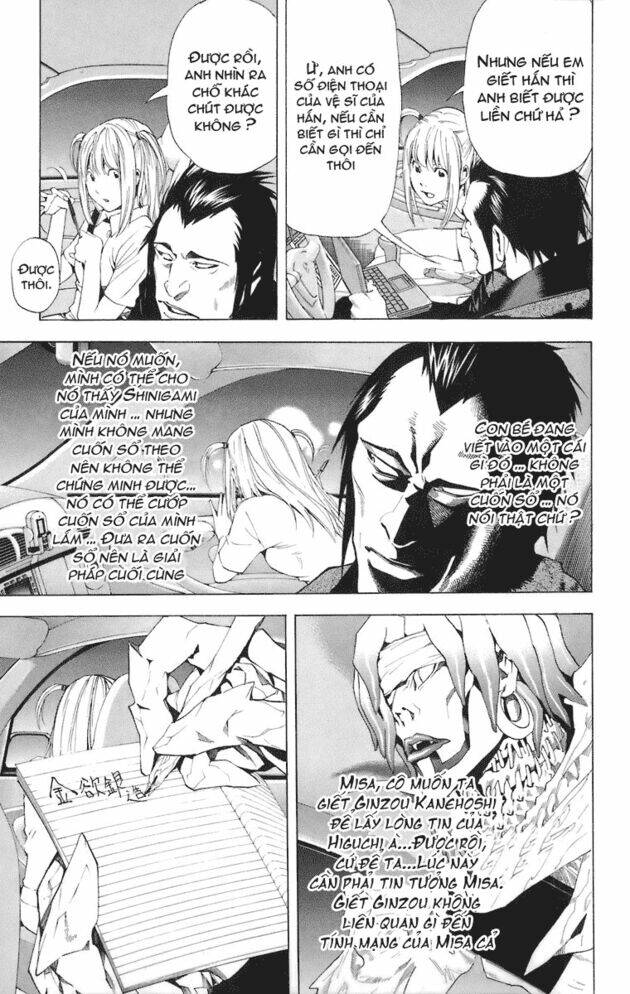 NHƯNG NẾU EM
GIẾT HẮN THÌ
ANH BIẾT ĐƯỢC
LIỀN CHỨ HẢ ?
Ừ, ANH CÓ
SỐ ĐIỆN THOẠI
CỦA VỆ SĨ CỦA
HẮN, NẾU CẦN
BIẾT GÌ THÌ CHỈ
CẦN GỌI ĐẾN
THÔI
ĐƯỢC RỒI,
ANH NHÌN RA
CHỖ KHÁC
CHÚT ĐƯỢC
KHÔNG ?
ĐƯỢC
THÔI.
CON BÉ ĐANG
VIẾT VÀO MỘT CÁI
GÌ ĐÓ ... KHÔNG
PHẢI LÀ MỘT
CUỐN SỔ ... NÓ
NÓI THẬT CHỨ ?
NẾU NÓ MUỐN,
MÌNH CÓ THỂ CHO
NÓ THẤY SHINIGAMI
CỦA MÌNH ... NHƯNG
MÌNH KHÔNG MANG
CUỐN SỔ THEO
NÊN KHÔNG THỂ
CHỨNG MINH ĐƯỢC...
NÓ CÓ THỂ CƯỚP
CUỐN SỔ CỦA MÌNH
LẮM ... ĐƯA RA CUỐN
SỔ NÊN LÀ GIẢI
PHÁP CUỐI CÙNG
MISA, CÔ MUỐN TA
GIẾT GINZOU KANEHOSHI
ĐỂ LẤY LÒNG TIN CỦA
HIGUCHI À...ĐƯỢC RỒI,
CỨ ĐỂ TA...LÚC NÀY
CẦN PHẢI TIN TƯỞNG MISA.
GIẾT GINZOU KHÔNG
LIÊN QUAN GÌ ĐẾN
TÍNH MẠNG CỦA MISA CẢ
金欲銀造